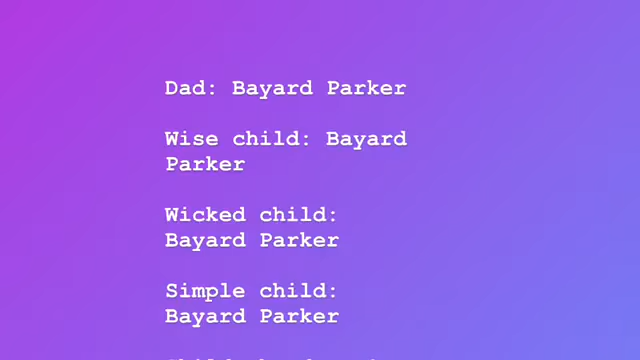 Dad: Bayard Parker
Wise child: Bayard
Parker
Wicked child:
Bayard Parker
Simple child:
Bayard Parker